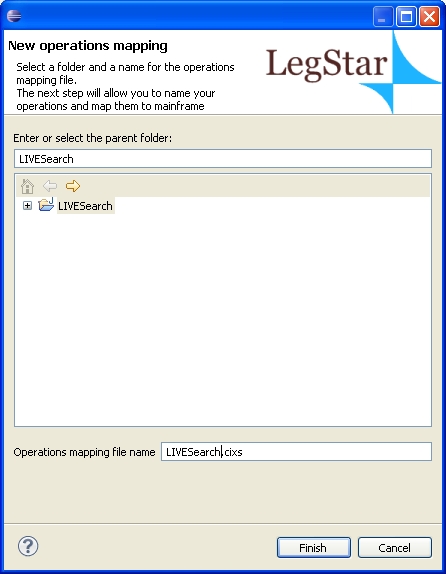 New operations mapping
Select a folder and a name for the operations
mapping file.
The next step will allow you to name your
operations and map them to mainframe
LegStar
Enter or select the parent folder:
LIVESearch
LIVESearch
Operations mapping file name
LIVESearch.cixs
?
Finish
Cancel